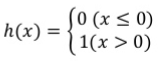 h(x) = { 0 (x ≤ 0)
1(x > 0)